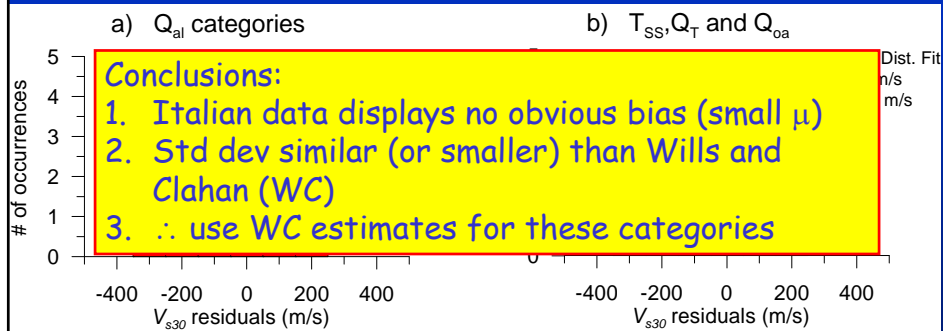 a) Qal categories
b) TSS,QT and Qoa
# of occurrences
5
4
3
2
1
0
Conclusions:
1. Italian data displays no obvious bias (small μ)
2. Std dev similar (or smaller) than Wills and
Clahan (WC)
3. ∴ use WC estimates for these categories
Dist. Fit
m/s
-400 -200 0 200 400
Vs30 residuals (m/s)
-400 -200 0 200 400
Vs30 residuals (m/s)